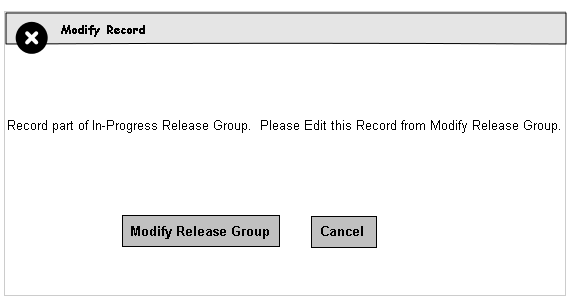 Modify Record
Record part of In-Progress Release Group.  Please Edit this Record from Modify Release Group.
Modify Release Group
Cancel